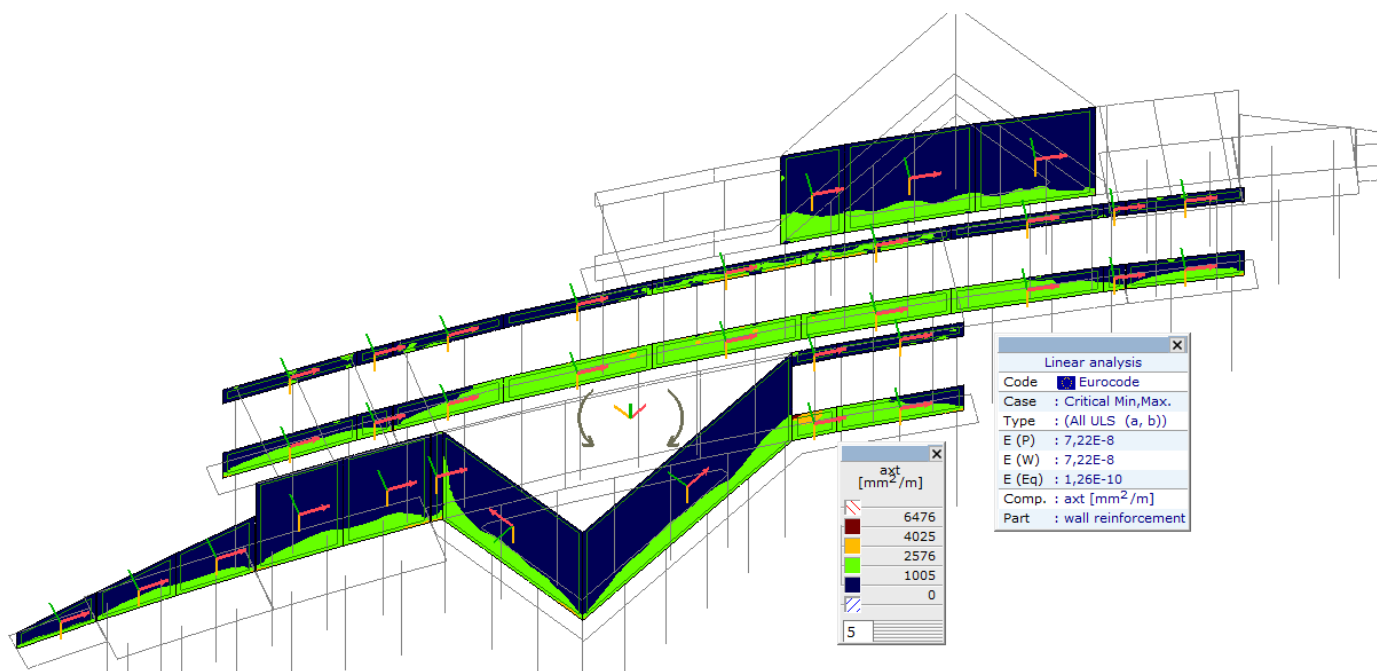 Linear analysis
Code Eurocode
Case : Critical Min,Max.
Type : (All ULS (a, b))
E (P) : 7,22E-8
E (W) : 7,22E-8
E (Eq) : 1,26E-10
Comp. : axt [mm²/m]
Part : wall reinforcement
axt
[mm²/m]
6476
4025
2576
1005
0
5